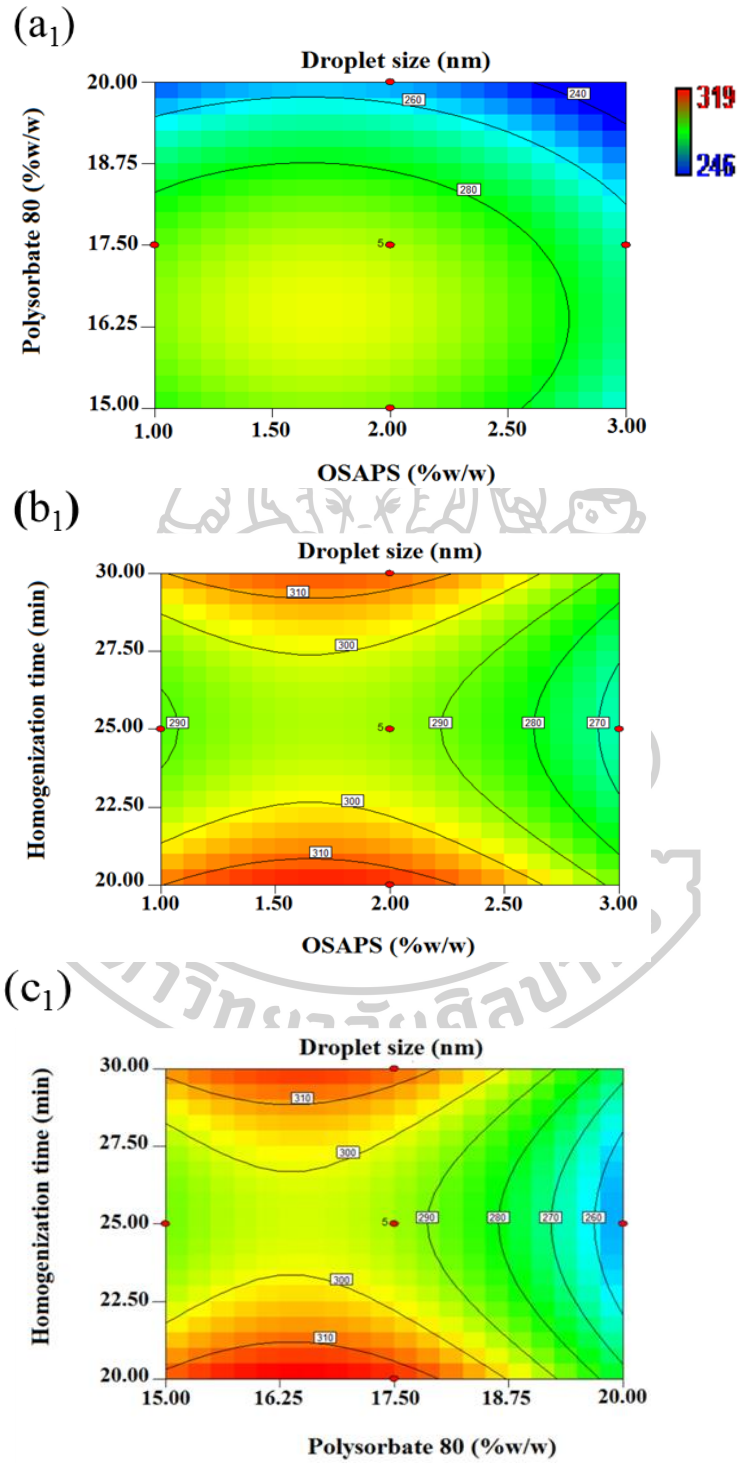 (a1)
Droplet size (nm)
Polysorbate 80 (%w/w)
20.00
18.75
17.50
16.25
15.00
240
260
280
5
1.00 1.50 2.00 2.50 3.00
OSAPS (%w/w)
(b1)
Droplet size (nm)
Homogenization time (min)
30.00
27.50
25.00
22.50
20.00
310
300
290 5 290 280 270
300
310
1.00 1.50 2.00 2.50 3.00
OSAPS (%w/w)
(c1)
Droplet size (nm)
Homogenization time (min)
30.00
27.50
25.00
22.50
20.00
310
300
5 290 280 270 260
300
310
15.00 16.25 17.50 18.75 20.00
Polysorbate 80 (%w/w)